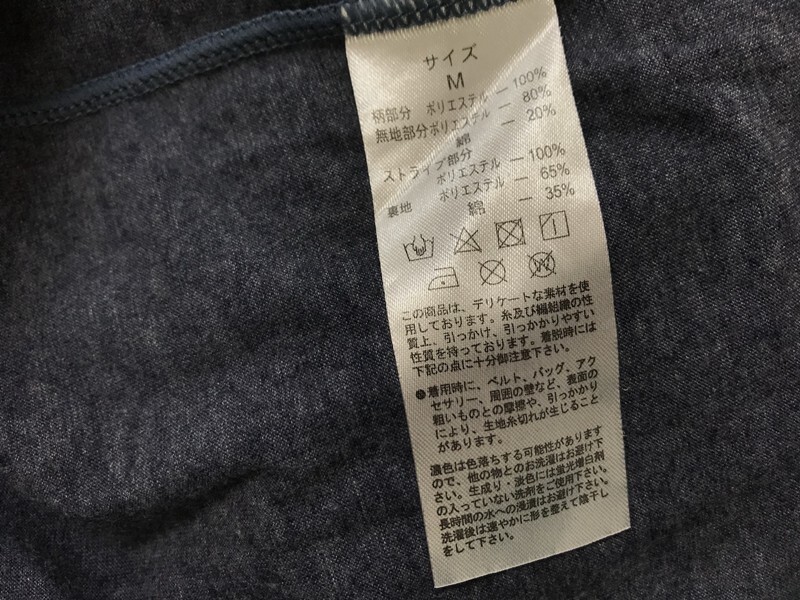 サイズ
M
柄部分 ポリエステル — 100%
無地部分ポリエステル — 80%
綿 — 20%
ストライプ部分
ポリエステル — 100%
裏地 ポリエステル — 65%
綿 — 35%
この商品は、デリケートな素材を使
用しております。糸及び編組織の性
質上、引っかけ、引っかかりやすい
性質を持っております。着脱時には
下記の点に十分御注意下さい。
●着用時に、ベルト、バッグ、アク
セサリー、周囲の壁など、表面の
粗いものとの摩擦や、引っかかり
により、生地糸切れが生じること
があります。
濃色は色落ちする可能性があります
ので、他の物とのお洗濯はお避け下
さい。生成り・淡色には蛍光増白剤
の入っていない洗剤をご使用下さい。
長時間の水への浸漬はお避け下さい。
洗濯後は速やかに形を整えて陰干し
をして下さい。